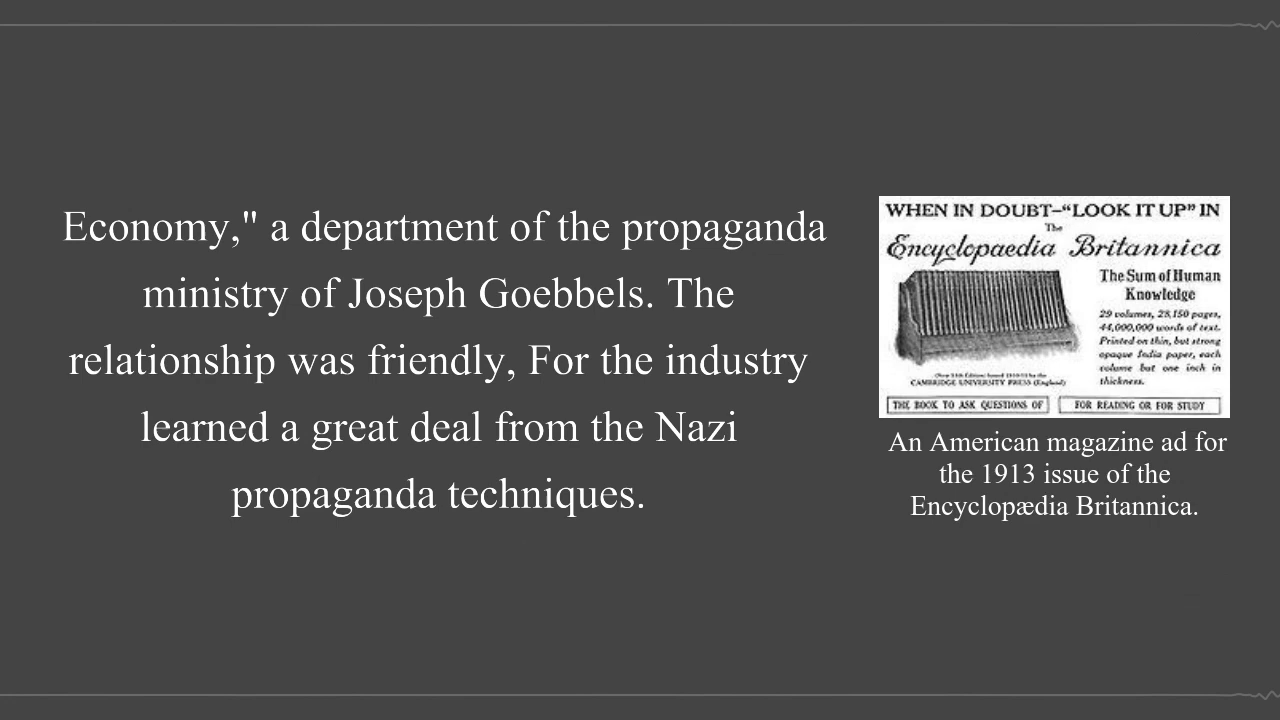 Economy," a department of the propaganda
ministry of Joseph Goebbels. The
relationship was friendly, For the industry
learned a great deal from the Nazi
propaganda techniques.
WHEN IN DOUBT—"LOOK IT UP" IN
The
Encyclopaedia Britannica
The Sum of Human
Knowledge
29 volumes, 28,150 pages,
44,000,000 words of text.
Printed on thin, but strong
opaque India paper, each
volume but one inch in
thickness.
CAMBRIDGE UNIVERSITY PRESS (England)
THE BOOK TO ASK QUESTIONS OF
FOR READING OR FOR STUDY
An American magazine ad for
the 1913 issue of the
Encyclopædia Britannica.